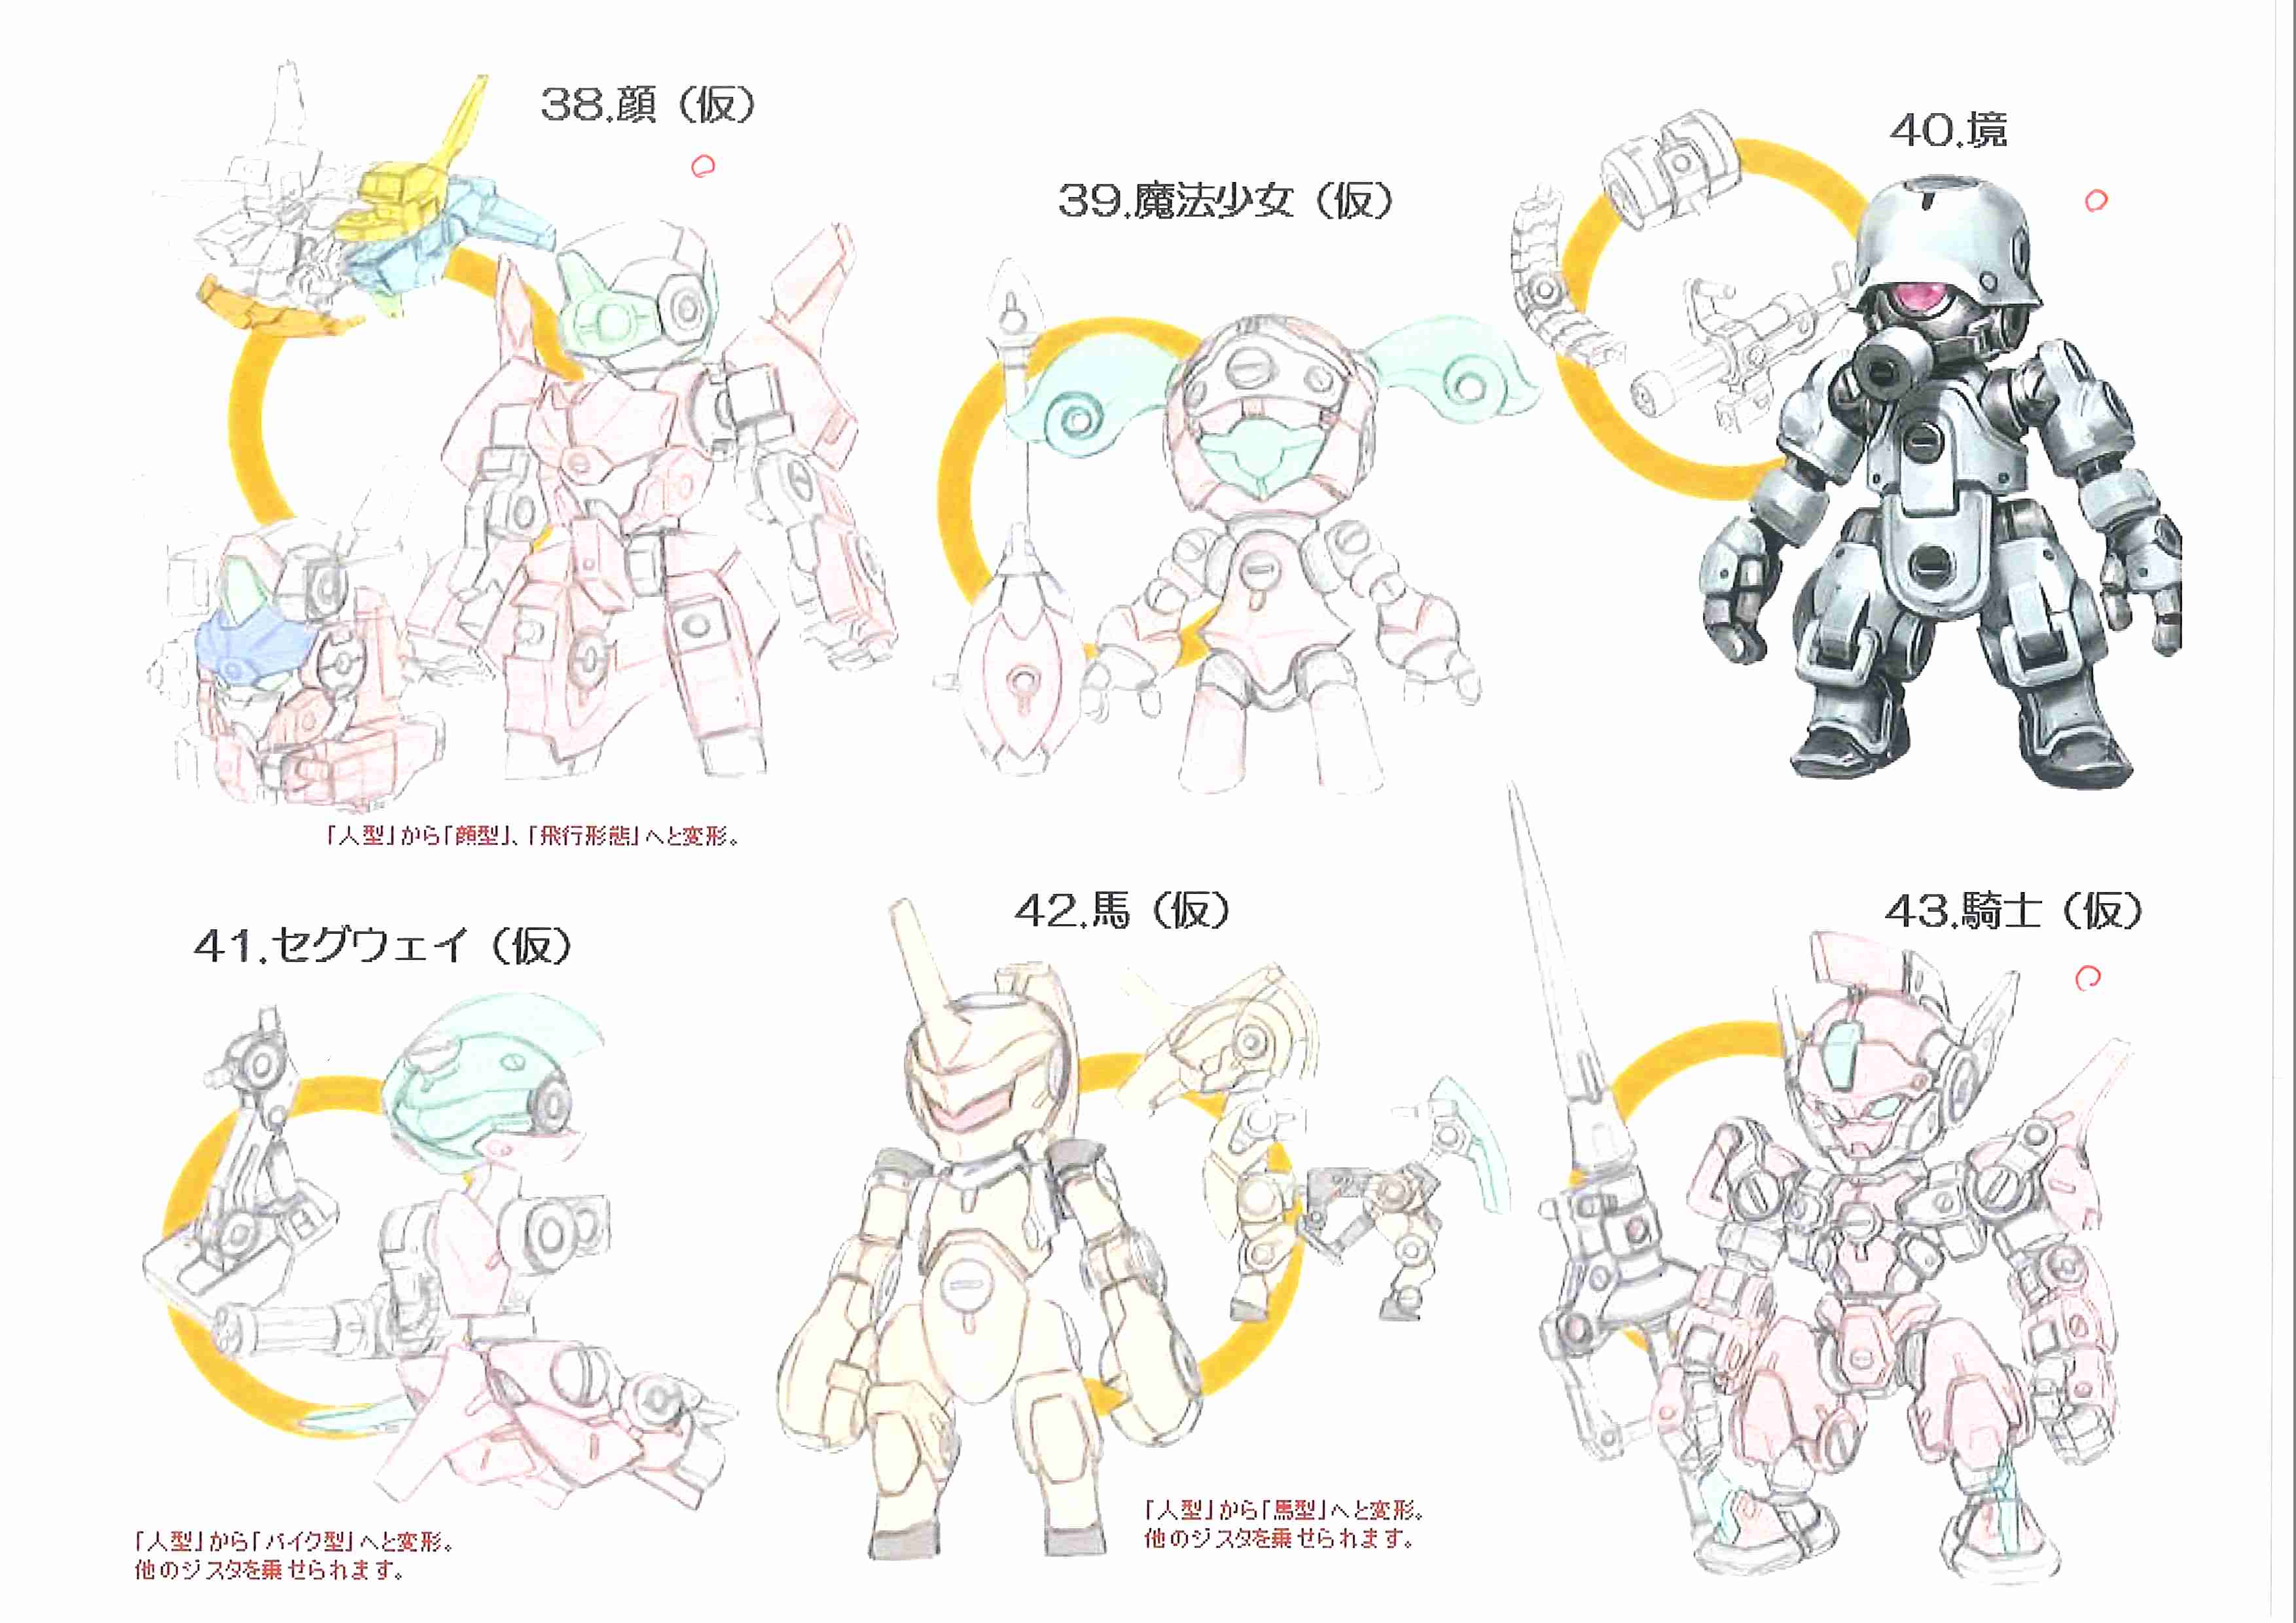 38.顔（仮）
39.魔法少女（仮）
40.境
「人型」から「顔型」、「飛行形態」へと変形。
41.セグウェイ（仮）
42.馬（仮）
43.騎士（仮）
「人型」から「バイク型」へと変形。
他のジスタを乗せられます。
「人型」から「馬型」へと変形。
他のジスタを乗せられます。